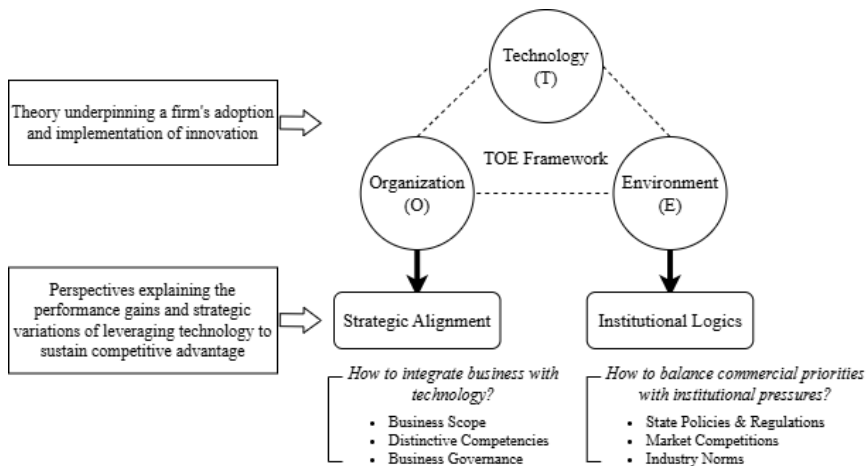 Technology
(T)
Theory underpinning a firm's adoption
and implementation of innovation
TOE Framework
Organization
(O)
Environment
(E)
Perspectives explaining the
performance gains and strategic
variations of leveraging technology to
sustain competitive advantage
Strategic Alignment
Institutional Logics
How to integrate business with
technology?
• Business Scope
• Distinctive Competencies
• Business Governance
How to balance commercial priorities
with institutional pressures?
• State Policies & Regulations
• Market Competitions
• Industry Norms